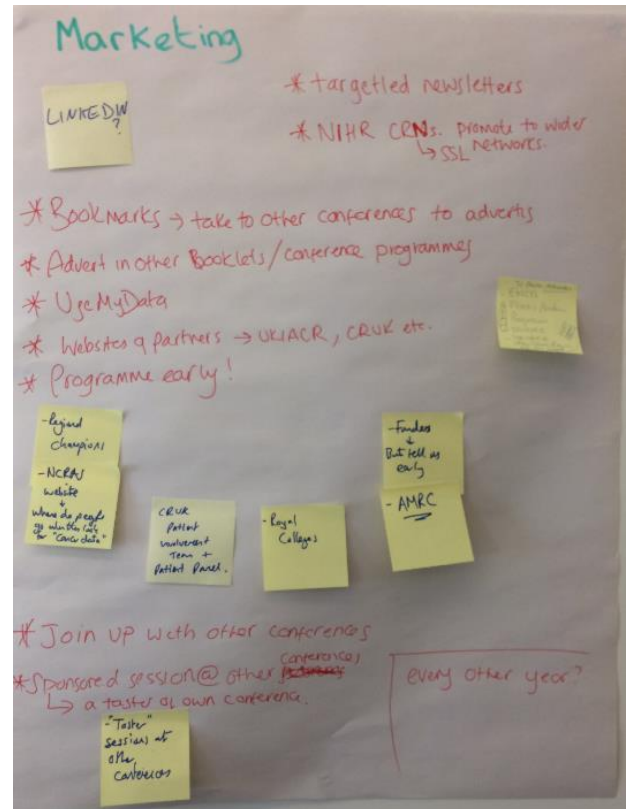 Marketing
LINKEDIN
?
* targetled newsletters
* NIHR CRNs. promote to wider
↳ SSL networks.
* Bookmarks → take to other conferences to advertis
* Advert in other Booklets/conference programmes
* UseMyData
* Websites of partners → UKIACR, CRUK etc.
* Programme early!
- Regional
Champions
- NCRAS
website
↓
where do people
go when they look
for "Cancer data"
CRUK
Patient
involvement
Team +
Patient Panel.
- Royal
Colleges
- Funders
↓
But tell us
early
- AMRC
* Join up with other conferences
* Sponsored session @ other conferences
↳ a taster of own conference.
every other year?
- "Taster"
sessions at
other
conferences